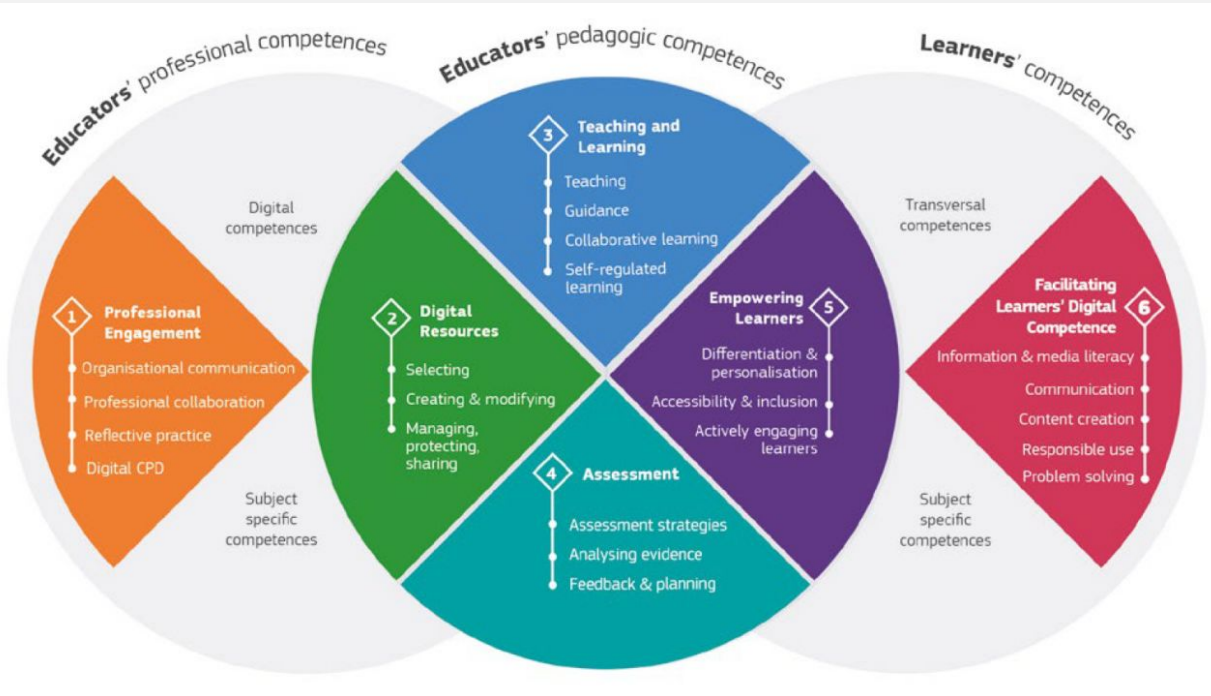 Educators' professional competences
Educators' pedagogic competences
Learners' competences
Digital
competences
Subject
specific
competences
1
Professional
Engagement
Organisational communication
Professional collaboration
Reflective practice
Digital CPD
2
Digital
Resources
Selecting
Creating & modifying
Managing,
protecting,
sharing
3
Teaching and
Learning
Teaching
Guidance
Collaborative learning
Self-regulated
learning
4
Assessment
Assessment strategies
Analysing evidence
Feedback & planning
5
Empowering
Learners
Differentiation &
personalisation
Accessibility & inclusion
Actively engaging
learners
Transversal
competences
Subject
specific
competences
6
Facilitating
Learners' Digital
Competence
Information & media literacy
Communication
Content creation
Responsible use
Problem solving